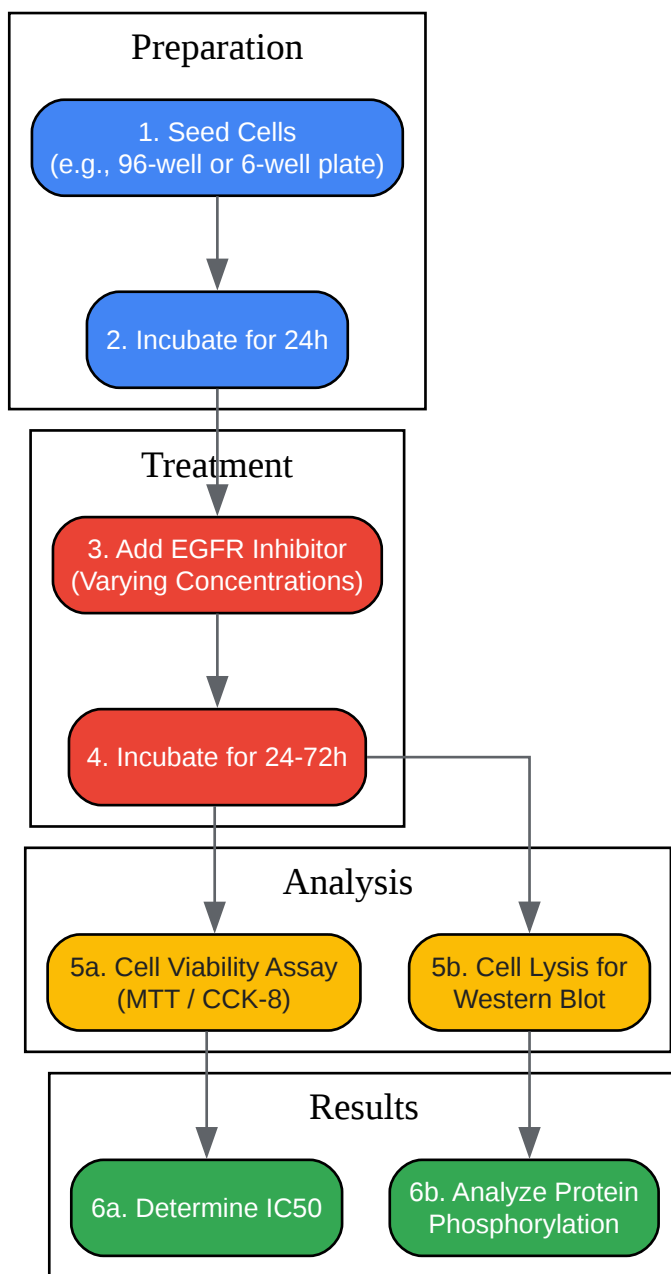 Preparation
1. Seed Cells
(e.g., 96-well or 6-well plate)
2. Incubate for 24h
Treatment
3. Add EGFR Inhibitor
(Varying Concentrations)
4. Incubate for 24-72h
Analysis
5a. Cell Viability Assay
(MTT / CCK-8)
5b. Cell Lysis for
Western Blot
Results
6a. Determine IC50
6b. Analyze Protein
Phosphorylation